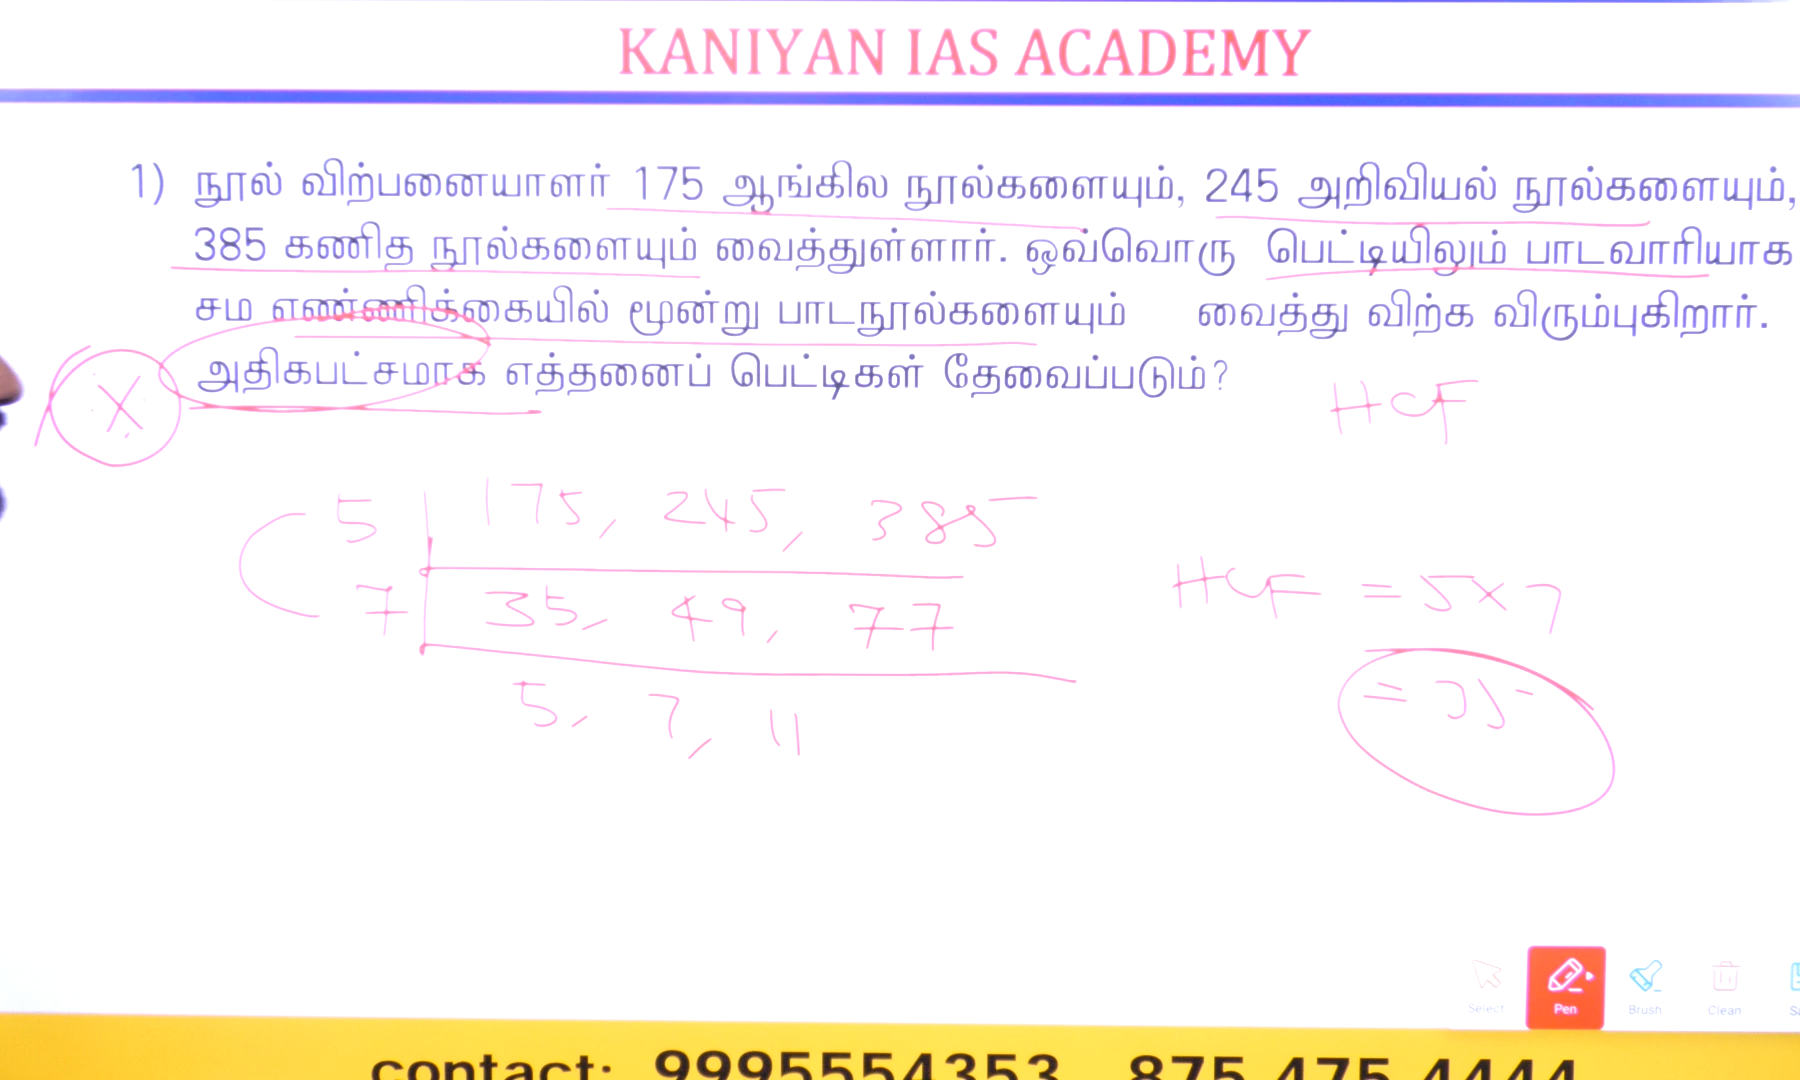 KANIYAN IAS ACADEMY
1) நூல் விற்பனையாளர் 175 ஆங்கில நூல்களையும், 245 அறிவியல் நூல்களையும்,
385 கணித நூல்களையும் வைத்துள்ளார். ஒவ்வொரு பெட்டியிலும் பாடவாரியாக
சம எண்ணிக்கையில் மூன்று பாடநூல்களையும் வைத்து விற்க விரும்புகிறார்.
அதிகபட்சமாக எத்தனைப் பெட்டிகள் தேவைப்படும்?
X
HCF
5 | 175, 245, 385
7 | 35, 49, 77
5, 7, 11
HCF = 5 x 7
= 35
Select Pen Brush Clean
contact: 9995554353 875 475 4444